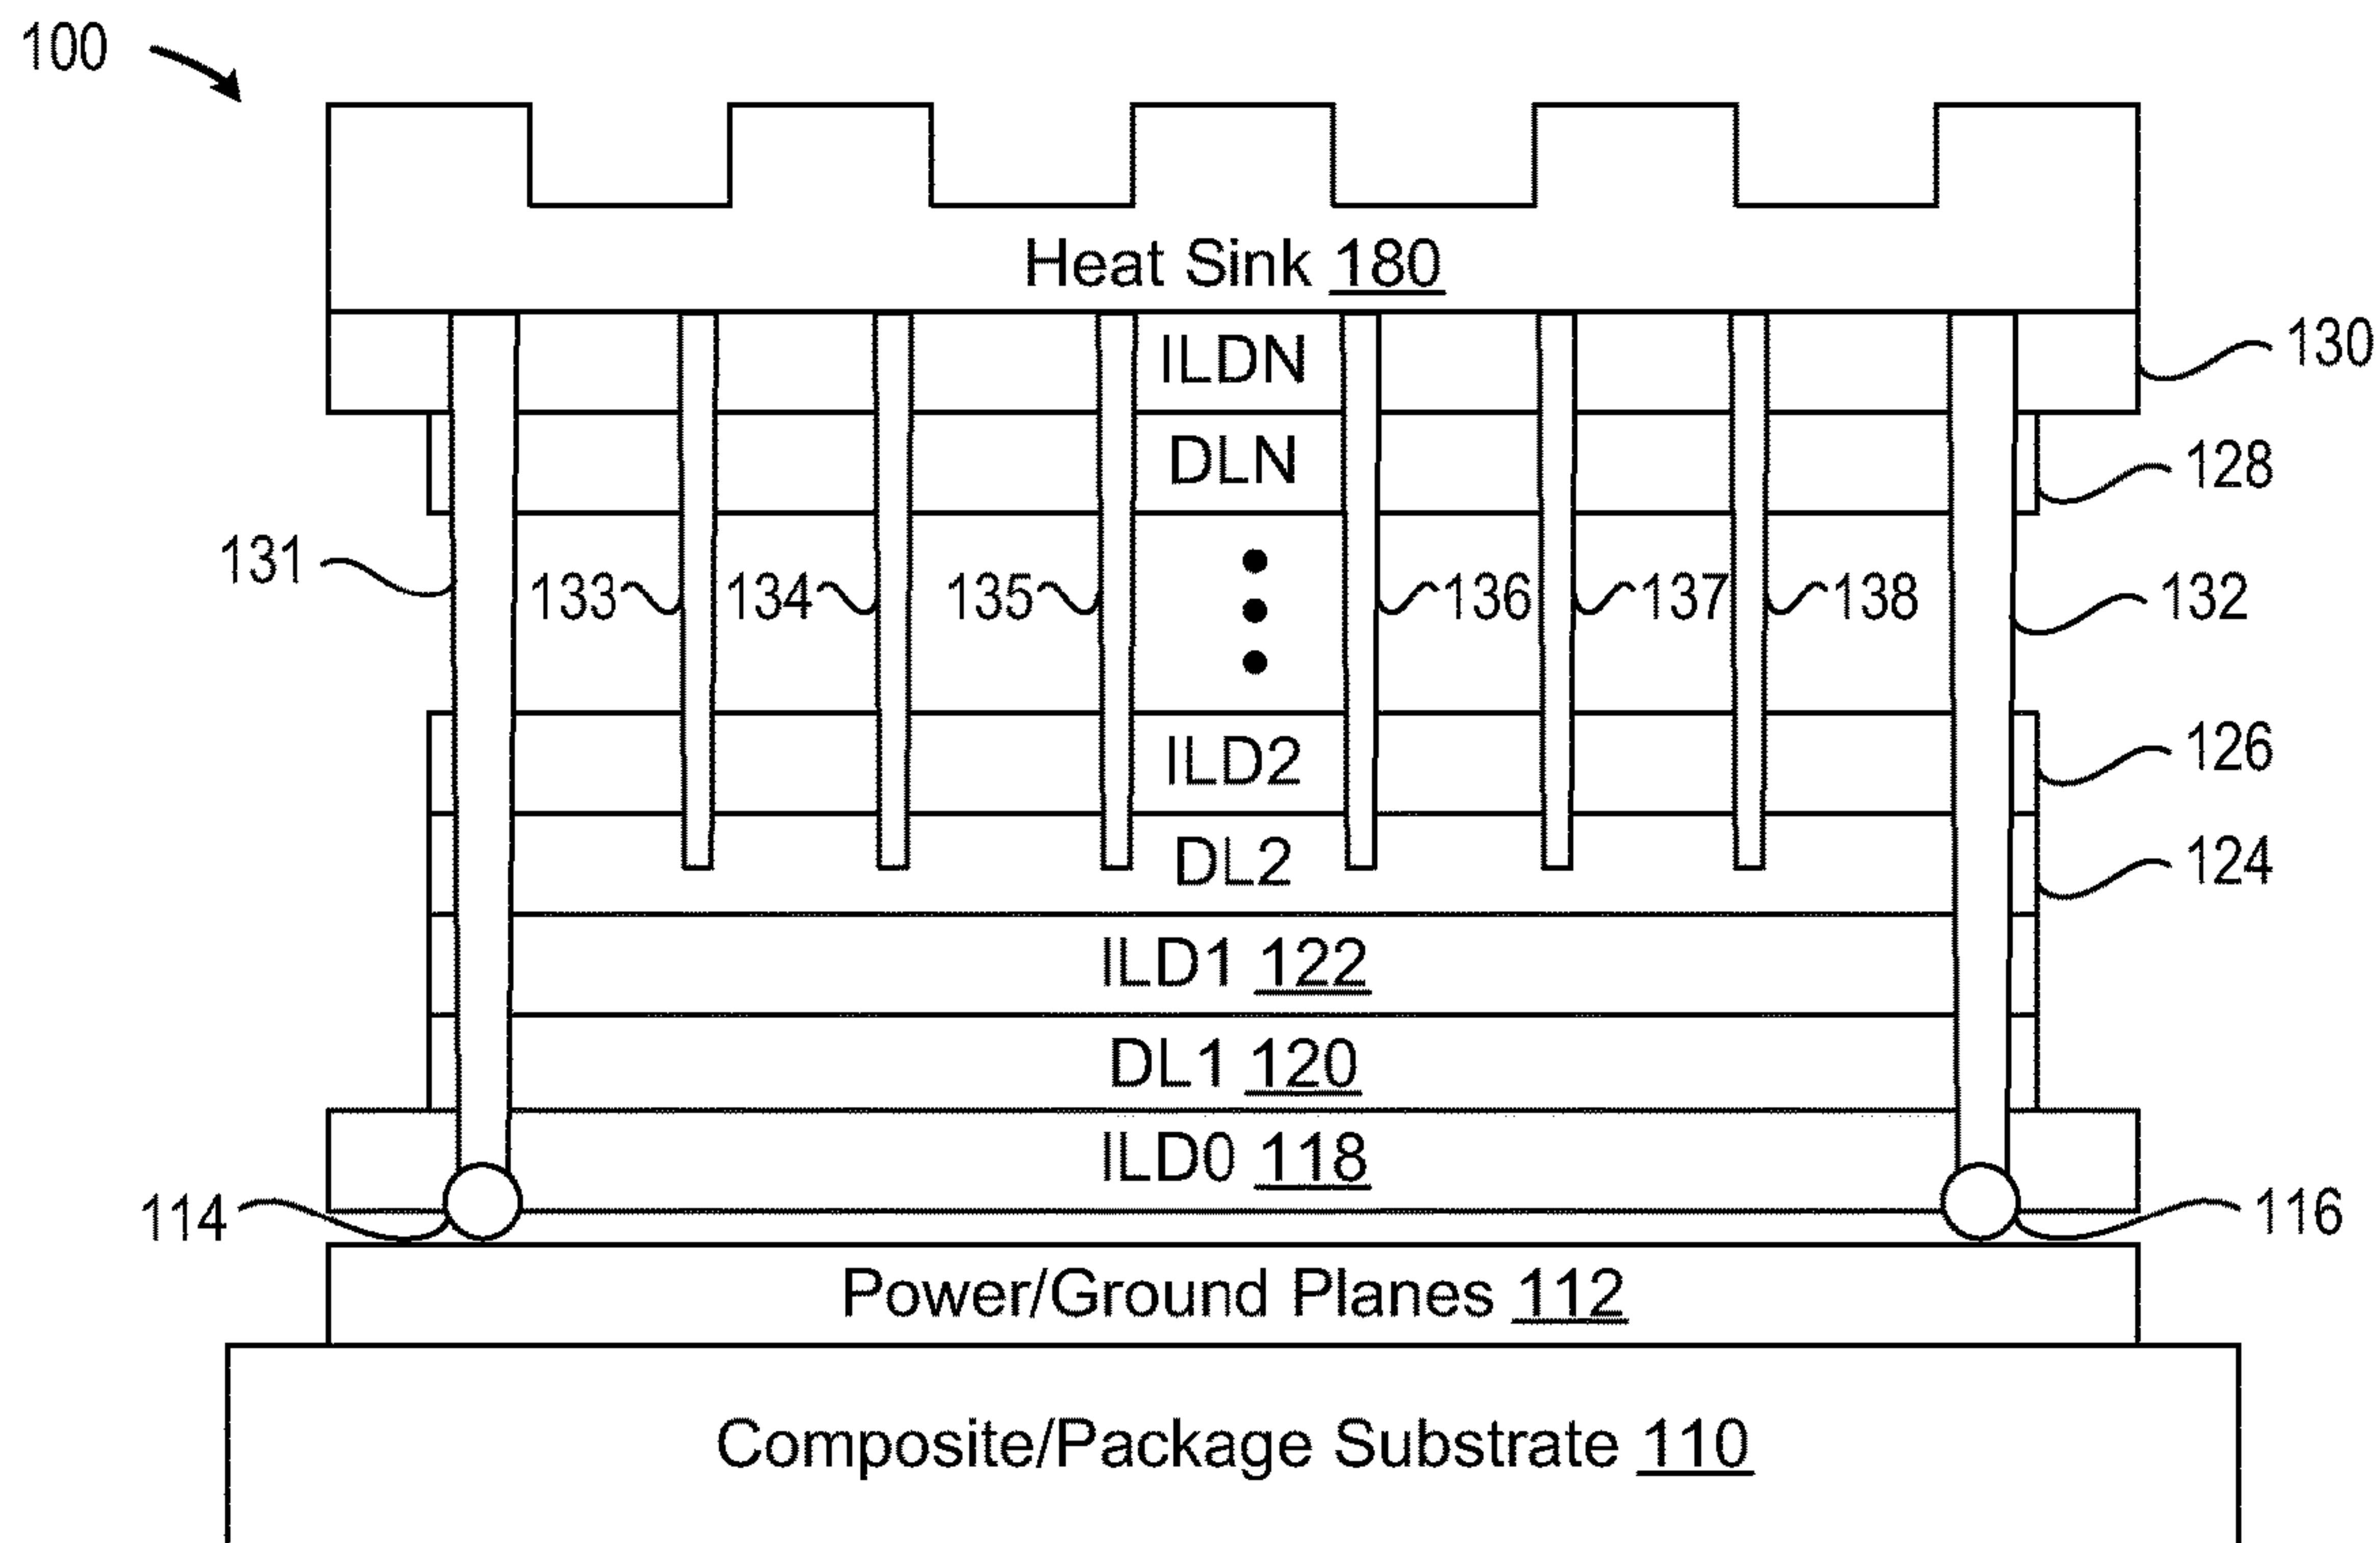 100
Heat Sink 180
ILDN
130
DLN
128
131
133
134
135
136
137
138
132
ILD2
126
DL2
124
ILD1 122
DL1 120
ILD0 118
114
116
Power/Ground Planes 112
Composite/Package Substrate 110